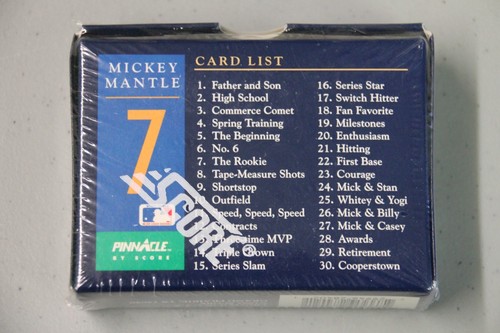 MICKEY
MANTLE
7
PINNACLE
BY SCORE
SCORE
CARD LIST
1. Father and Son
2. High School
3. Commerce Comet
4. Spring Training
5. The Beginning
6. No. 6
7. The Rookie
8. Tape-Measure Shots
9. Shortstop
10. Outfield
Speed, Speed, Speed
Contracts
MVP
14. Triple Crown
15. Series Slam
16. Series Star
17. Switch Hitter
18. Fan Favorite
19. Milestones
20. Enthusiasm
21. Hitting
22. First Base
23. Courage
24. Mick & Stan
25. Whitey & Yogi
26. Mick & Billy
27. Mick & Casey
28. Awards
29. Retirement
30. Cooperstown